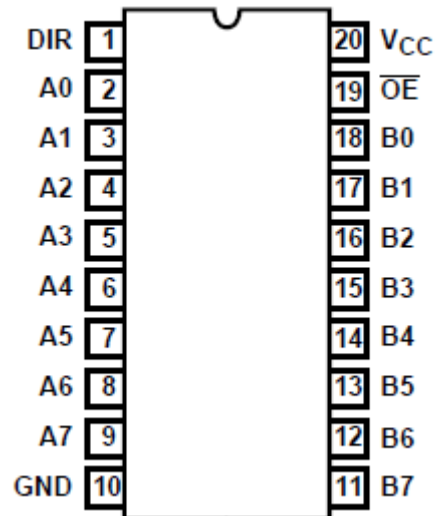 DIR 1 20 VCC
A0 2 19 O̅E̅
A1 3 18 B0
A2 4 17 B1
A3 5 16 B2
A4 6 15 B3
A5 7 14 B4
A6 8 13 B5
A7 9 12 B6
GND 10 11 B7